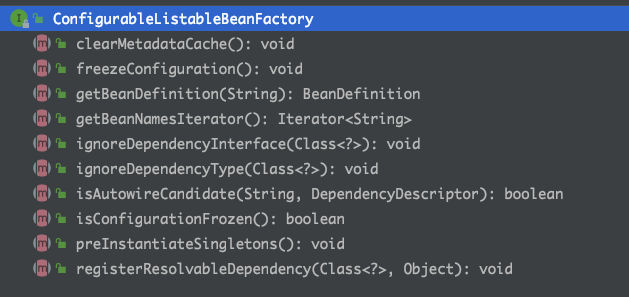 ConfigurableListableBeanFactory
clearMetadataCache(): void
freezeConfiguration(): void
getBeanDefinition(String): BeanDefinition
getBeanNamesIterator(): Iterator<String>
ignoreDependencyInterface(Class<?>): void
ignoreDependencyType(Class<?>): void
isAutowireCandidate(String, DependencyDescriptor): boolean
isConfigurationFrozen(): boolean
preInstantiateSingletons(): void
registerResolvableDependency(Class<?>, Object): void